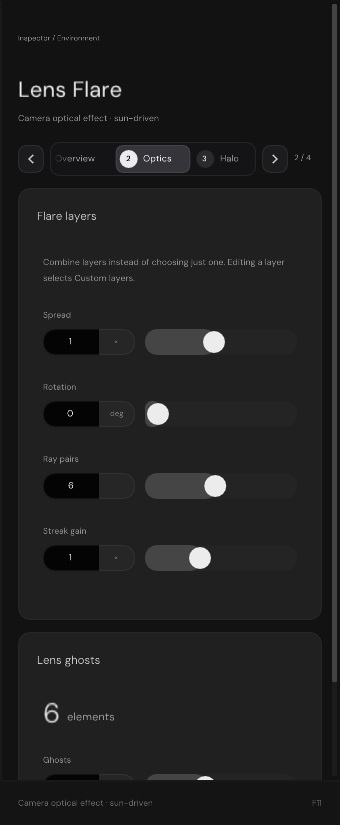 Inspector / Environment
Lens Flare
Camera optical effect · sun-driven
Overview
2 Optics
3 Halo
2 / 4
Flare layers
Combine layers instead of choosing just one. Editing a layer
selects Custom layers.
Spread
1 ×
Rotation
0 deg
Ray pairs
6
Streak gain
1 ×
Lens ghosts
6 elements
Ghosts
Camera optical effect · sun-driven
F11